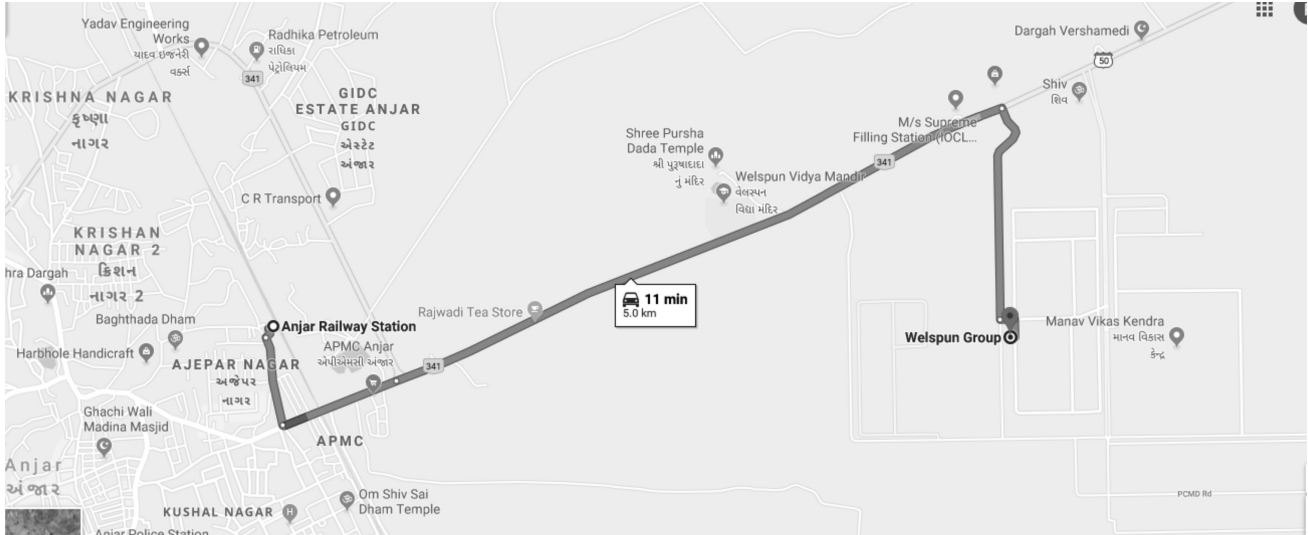 Yadav Engineering
Works
યાદવ ઇજનેરી
વર્ક્સ
Radhika Petroleum
રાધિકા
પેટ્રોલિયમ
341
Dargah Vershamedi
50
Shiv
શિવ
KRISHNA NAGAR
કૃષ્ણા
નાગર
GIDC
ESTATE ANJAR
GIDC
એસ્ટેટ
અંજાર
M/s Supreme
Filling Station (IOCL...
Shree Pursha
Dada Temple
શ્રી પુરુષાદાદા
નું મંદિર
341
Welspun Vidya Mandir
વેલસ્પન
વિદ્યા મંદિર
C R Transport
KRISHAN
NAGAR 2
ક્રિશન
નાગર 2
hra Dargah
11 min
5.0 km
Rajwadi Tea Store
Baghthada Dham
Anjar Railway Station
Harbhole Handicraft
APMC Anjar
એપીએમસી અંજાર
341
AJEPAR NAGAR
અજેપર
નાગર
Welspun Group
Manav Vikas Kendra
માનવ વિકાસ
કેન્દ્ર
Ghachi Wali
Madina Masjid
APMC
Anjar
અંજાર
Om Shiv Sai
Dham Temple
KUSHAL NAGAR
H
PCMD Rd
Anjar Police Station